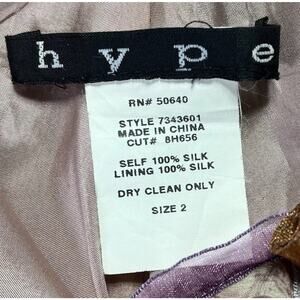 hype
RN# 50640
STYLE 7343601
MADE IN CHINA
CUT# 8H656
SELF 100% SILK
LINING 100% SILK
DRY CLEAN ONLY
SIZE 2